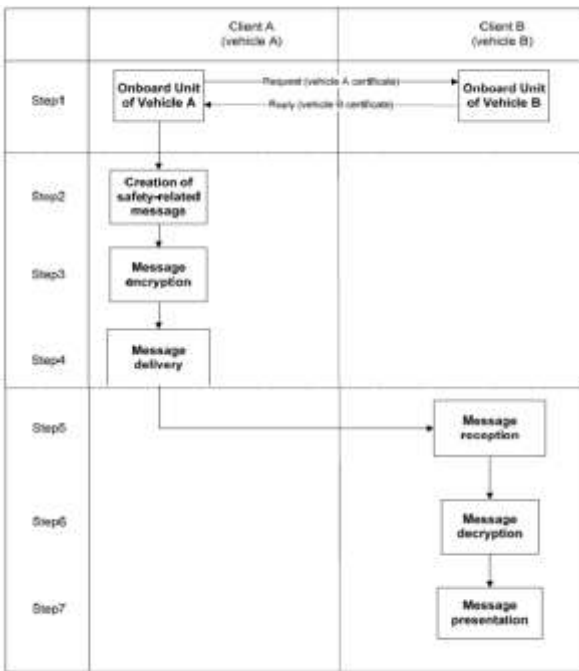 Client A
(vehicle A)
Client B
(vehicle B)
Step1
Onboard Unit
of Vehicle A
Request (vehicle A certificate)
Reply (vehicle B certificate)
Onboard Unit
of Vehicle B
Step2
Creation of
safety-related
message
Step3
Message
encryption
Step4
Message
delivery
Step5
Message
reception
Step6
Message
decryption
Step7
Message
presentation